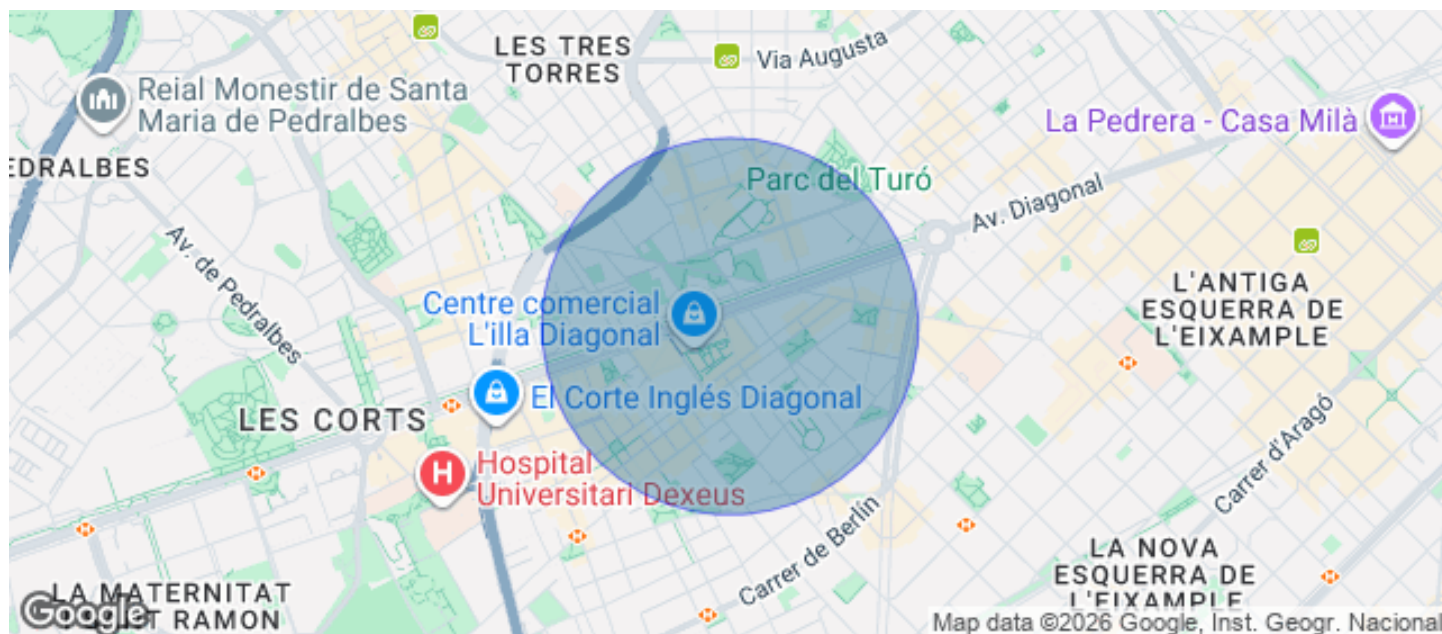 LES TRES
TORRES
Via Augusta
Reial Monestir de Santa
Maria de Pedralbes
La Pedrera - Casa Milà
EDRALBES
Parc del Turó
Av. Diagonal
Av. de Pedralbes
L'ANTIGA
ESQUERRA DE
L'EIXAMPLE
Centre comercial
L'illa Diagonal
El Corte Inglés Diagonal
LES CORTS
Carrer d'Aragó
H
Hospital
Universitari Dexeus
Carrer de Berlín
LA NOVA
ESQUERRA DE
L'EIXAMPLE
LA MATERNITAT
T RAMON
Google
Map data ©2026 Google, Inst. Geogr. Nacional